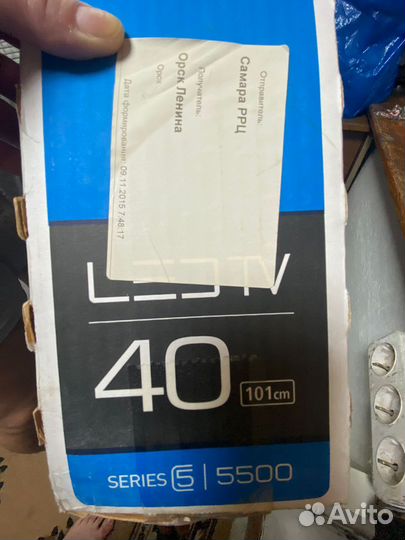 Отправитель:
Самара РРЦ
Получатель:
Орск Ленина
Орск
Дата формирования: 09.11.2015 7:48:17
LED TV
40
101cm
SERIES 5 | 5500
Avito